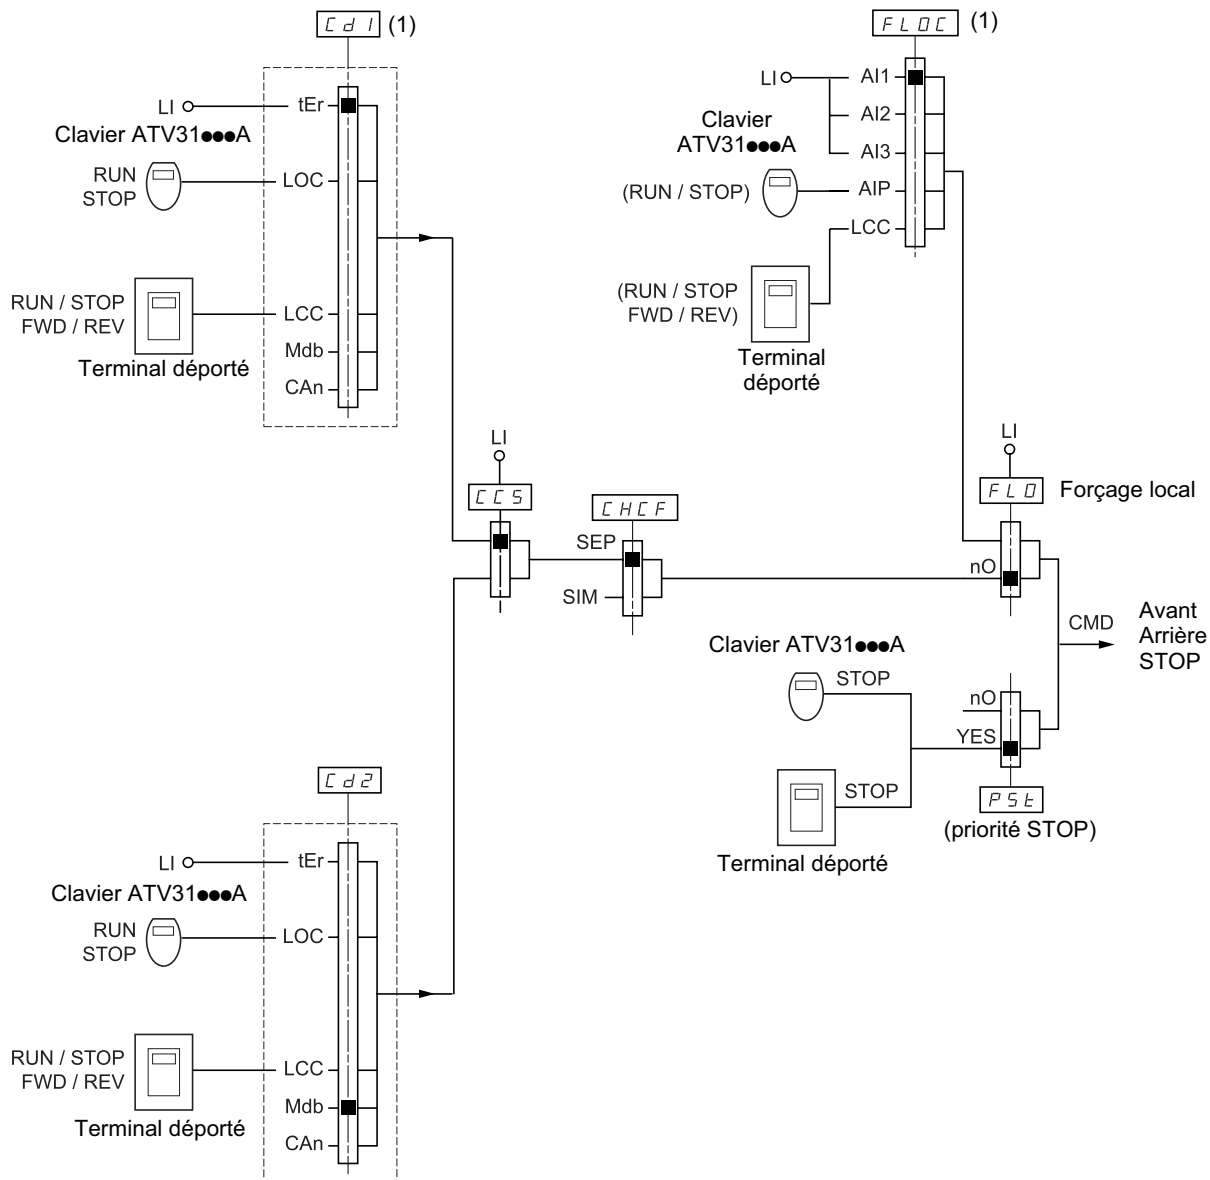 Cd1 (1)
LI
tEr
Clavier ATV31●●●A
RUN
STOP
LOC
RUN / STOP
FWD / REV
LCC
Terminal déporté
Mdb
CAn
FLOC (1)
LI
AI1
AI2
AI3
Clavier
ATV31●●●A
(RUN / STOP)
AIP
LCC
(RUN / STOP
FWD / REV)
Terminal
déporté
LI
CCS
CHCF
SEP
SIM
LI
FLO Forçage local
nO
CMD
Avant
Arrière
STOP
Clavier ATV31●●●A
STOP
STOP
Terminal déporté
nO
YES
PSt
(priorité STOP)
Cd2
LI
tEr
Clavier ATV31●●●A
RUN
STOP
LOC
RUN / STOP
FWD / REV
LCC
Terminal déporté
Mdb
CAn